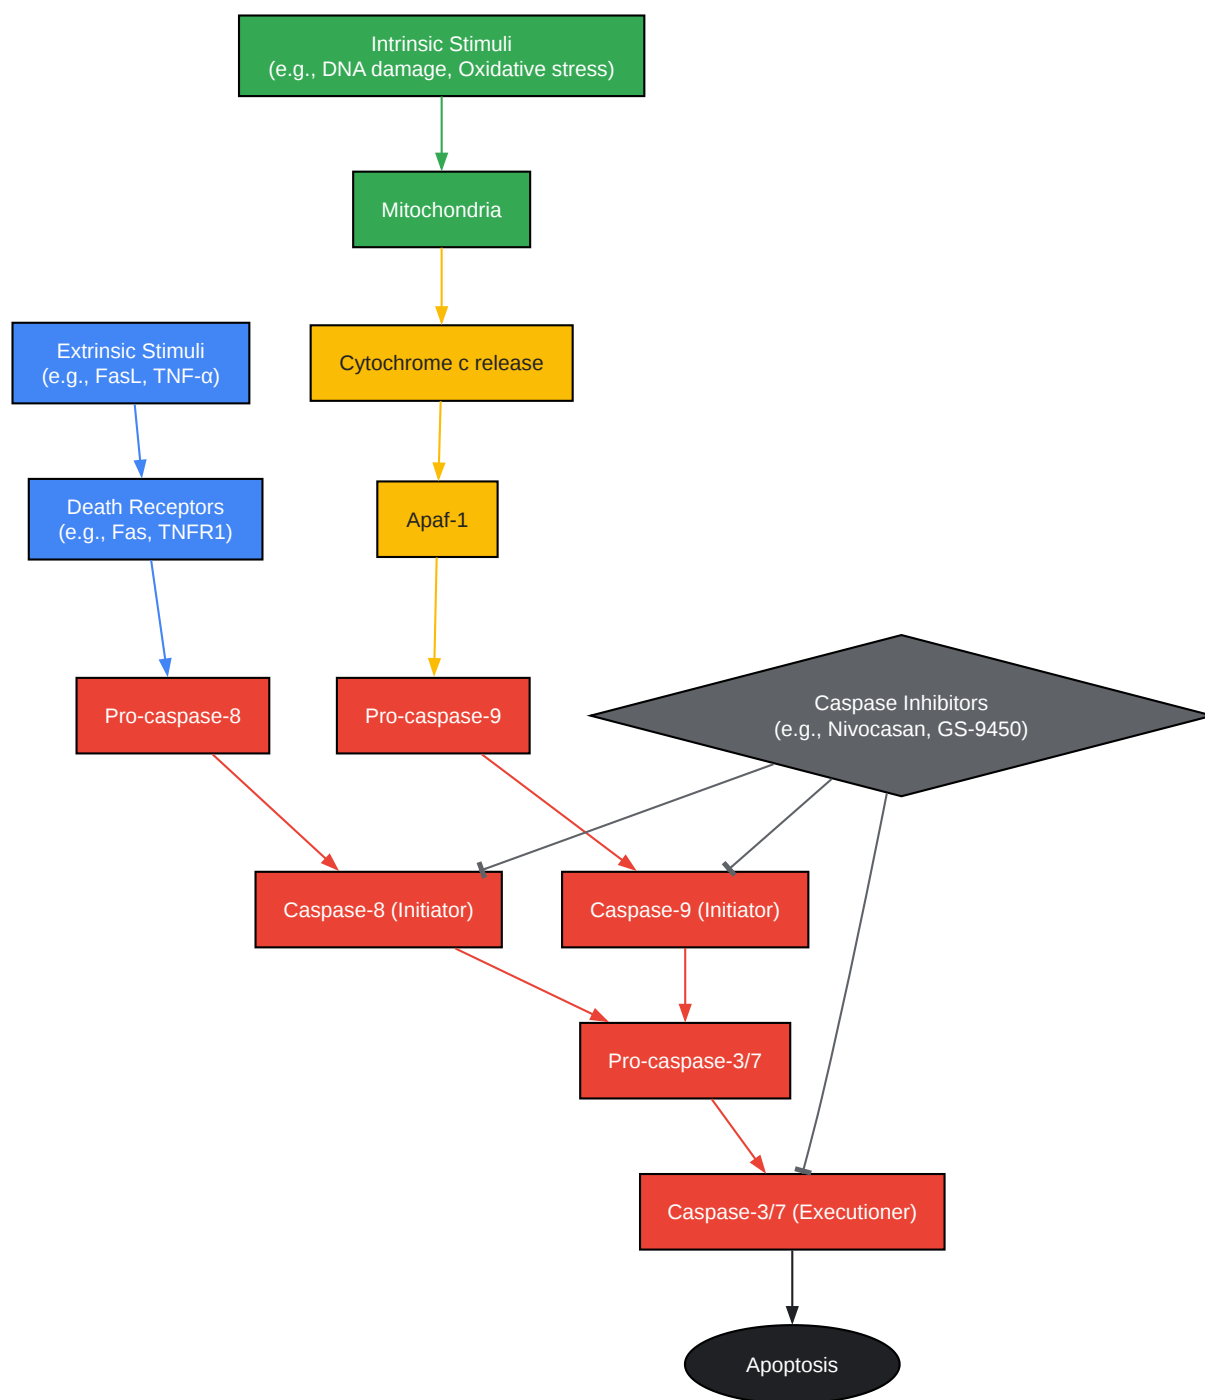 Intrinsic Stimuli
(e.g., DNA damage, Oxidative stress)
Mitochondria
Cytochrome c release
Extrinsic Stimuli
(e.g., FasL, TNF-α)
Death Receptors
(e.g., Fas, TNFR1)
Apaf-1
Pro-caspase-8
Pro-caspase-9
Caspase Inhibitors
(e.g., Nivocasan, GS-9450)
Caspase-8 (Initiator)
Caspase-9 (Initiator)
Pro-caspase-3/7
Caspase-3/7 (Executioner)
Apoptosis